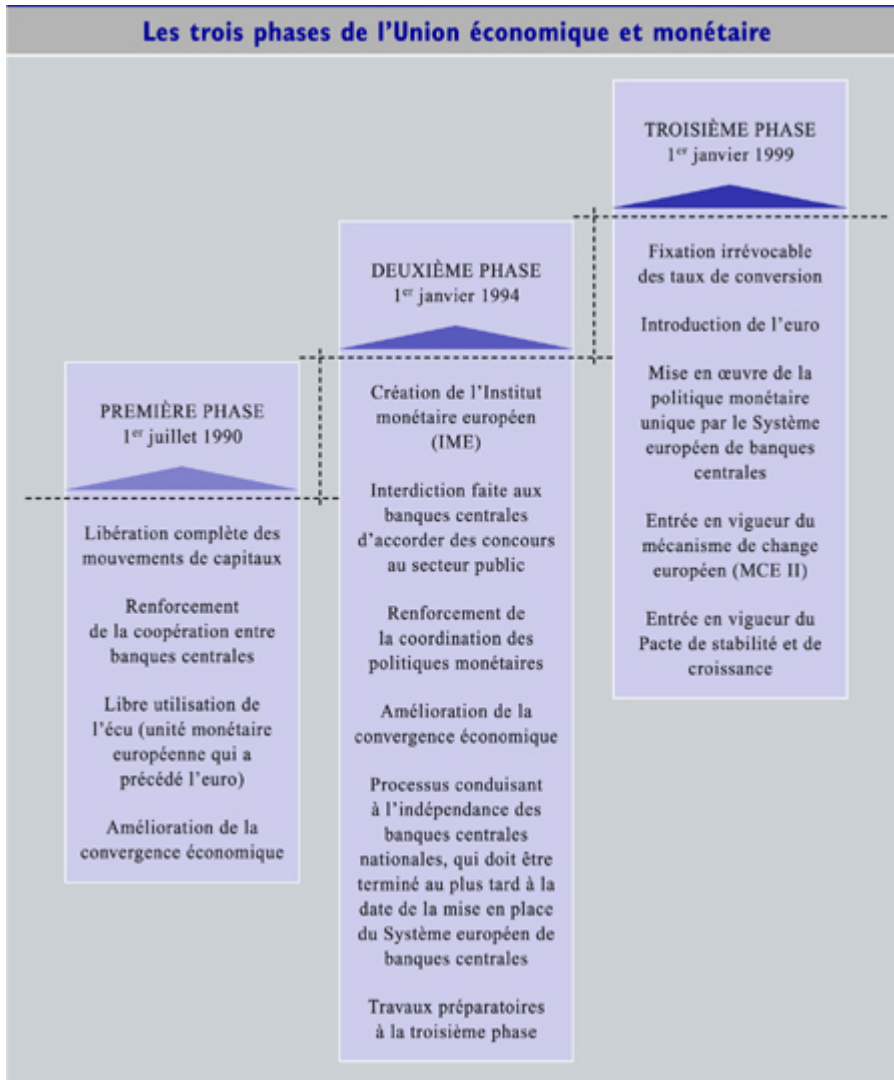 Les trois phases de l'Union économique et monétaire
PREMIÈRE PHASE
1er juillet 1990
Libération complète des
mouvements de capitaux
Renforcement
de la coopération entre
banques centrales
Libre utilisation de
l'écu (unité monétaire
européenne qui a
précédé l'euro)
Amélioration de la
convergence économique
DEUXIÈME PHASE
1er janvier 1994
Création de l'Institut
monétaire européen
(IME)
Interdiction faite aux
banques centrales
d'accorder des concours
au secteur public
Renforcement de
la coordination des
politiques monétaires
Amélioration de la
convergence économique
Processus conduisant
à l'indépendance des
banques centrales
nationales, qui doit être
terminé au plus tard à la
date de la mise en place
du Système européen de
banques centrales
Travaux préparatoires
à la troisième phase
TROISIÈME PHASE
1er janvier 1999
Fixation irrévocable
des taux de conversion
Introduction de l'euro
Mise en œuvre de la
politique monétaire
unique par le Système
européen de banques
centrales
Entrée en vigueur du
mécanisme de change
européen (MCE II)
Entrée en vigueur du
Pacte de stabilité et de
croissance